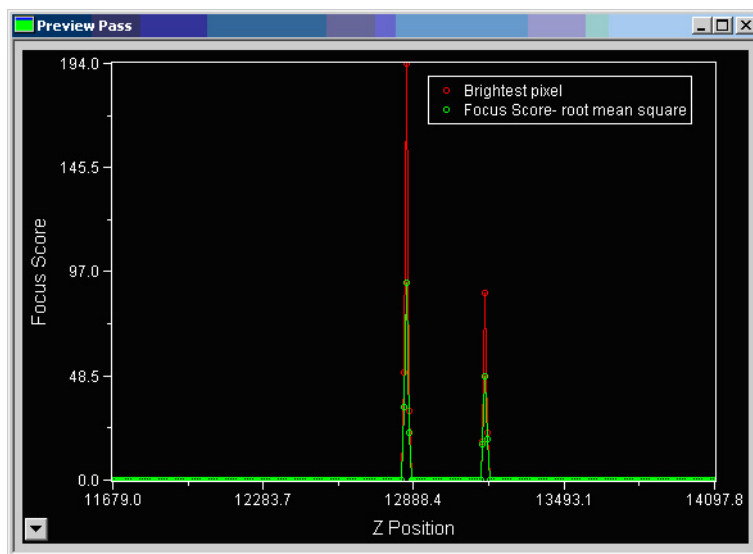 Preview Pass
194.0
Brightest pixel
Focus Score- root mean square
145.5
97.0
48.5
0.0
Focus Score
11679.0 12283.7 12888.4 13493.1 14097.8
Z Position